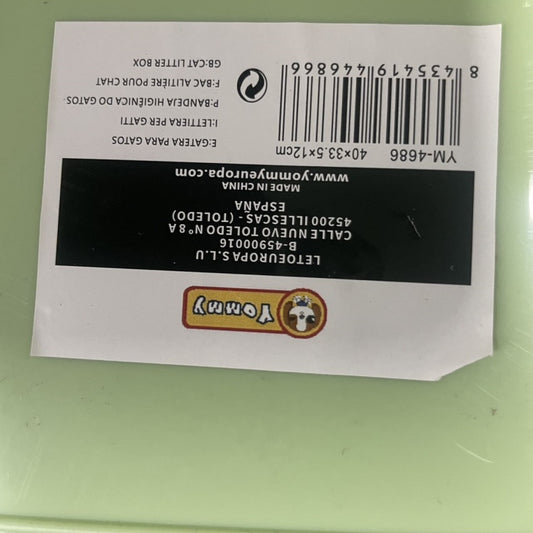 Yommy
LETOEUROPA S.L.U
B-45900016
CALLE NUEVO TOLEDO Nº 8 A
45200 ILLESCAS - (TOLEDO)
ESPAÑA
MADE IN CHINA
www.yommyeuropa.com
YM-4686 40×33.5×12cm
8 435419 446866
E:GATERA PARA GATOS
I:LETTIERA PER GATTI
P:BANDEJA HIGIÉNICA DO GATOS·
F:BAC ALITIÈRE POUR CHAT
GB:CAT LITTER BOX